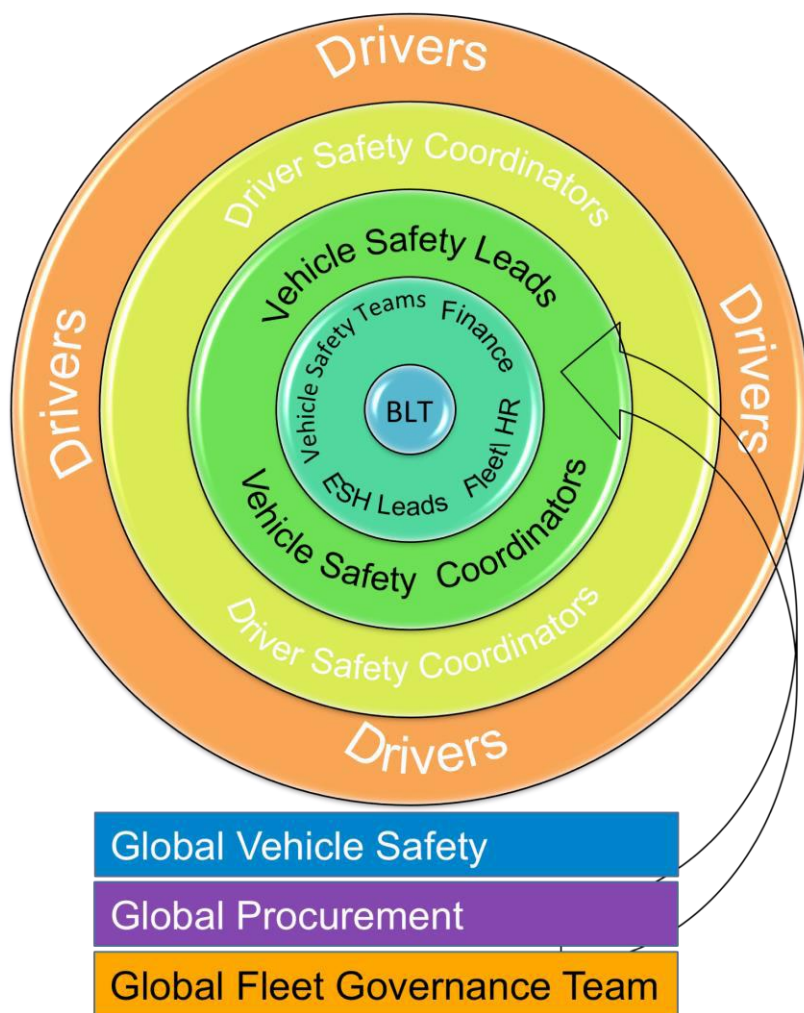 Drivers
Driver Safety Coordinators
Vehicle Safety Leads
Vehicle Safety Teams
Finance
Drivers
Drivers
BLT
Fleet\ HR
ESH Leads
Vehicle Safety Coordinators
Driver Safety Coordinators
Drivers
Global Vehicle Safety
Global Procurement
Global Fleet Governance Team